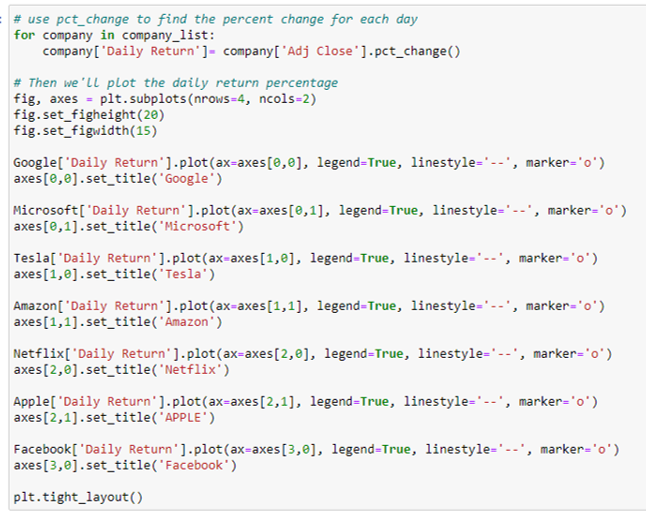 # use pct_change to find the percent change for each day
for company in company_list:
    company['Daily Return']= company['Adj Close'].pct_change()
# Then we'll plot the daily return percentage
fig, axes = plt.subplots(nrows=4, ncols=2)
fig.set_figheight(20)
fig.set_figwidth(15)
Google['Daily Return'].plot(ax=axes[0,0], legend=True, linestyle='--', marker='o')
axes[0,0].set_title('Google')
Microsoft['Daily Return'].plot(ax=axes[0,1], legend=True, linestyle='--', marker='o')
axes[0,1].set_title('Microsoft')
Tesla['Daily Return'].plot(ax=axes[1,0], legend=True, linestyle='--', marker='o')
axes[1,0].set_title('Tesla')
Amazon['Daily Return'].plot(ax=axes[1,1], legend=True, linestyle='--', marker='o')
axes[1,1].set_title('Amazon')
Netflix['Daily Return'].plot(ax=axes[2,0], legend=True, linestyle='--', marker='o')
axes[2,0].set_title('Netflix')
Apple['Daily Return'].plot(ax=axes[2,1], legend=True, linestyle='--', marker='o')
axes[2,1].set_title('APPLE')
Facebook['Daily Return'].plot(ax=axes[3,0], legend=True, linestyle='--', marker='o')
axes[3,0].set_title('Facebook')
plt.tight_layout()